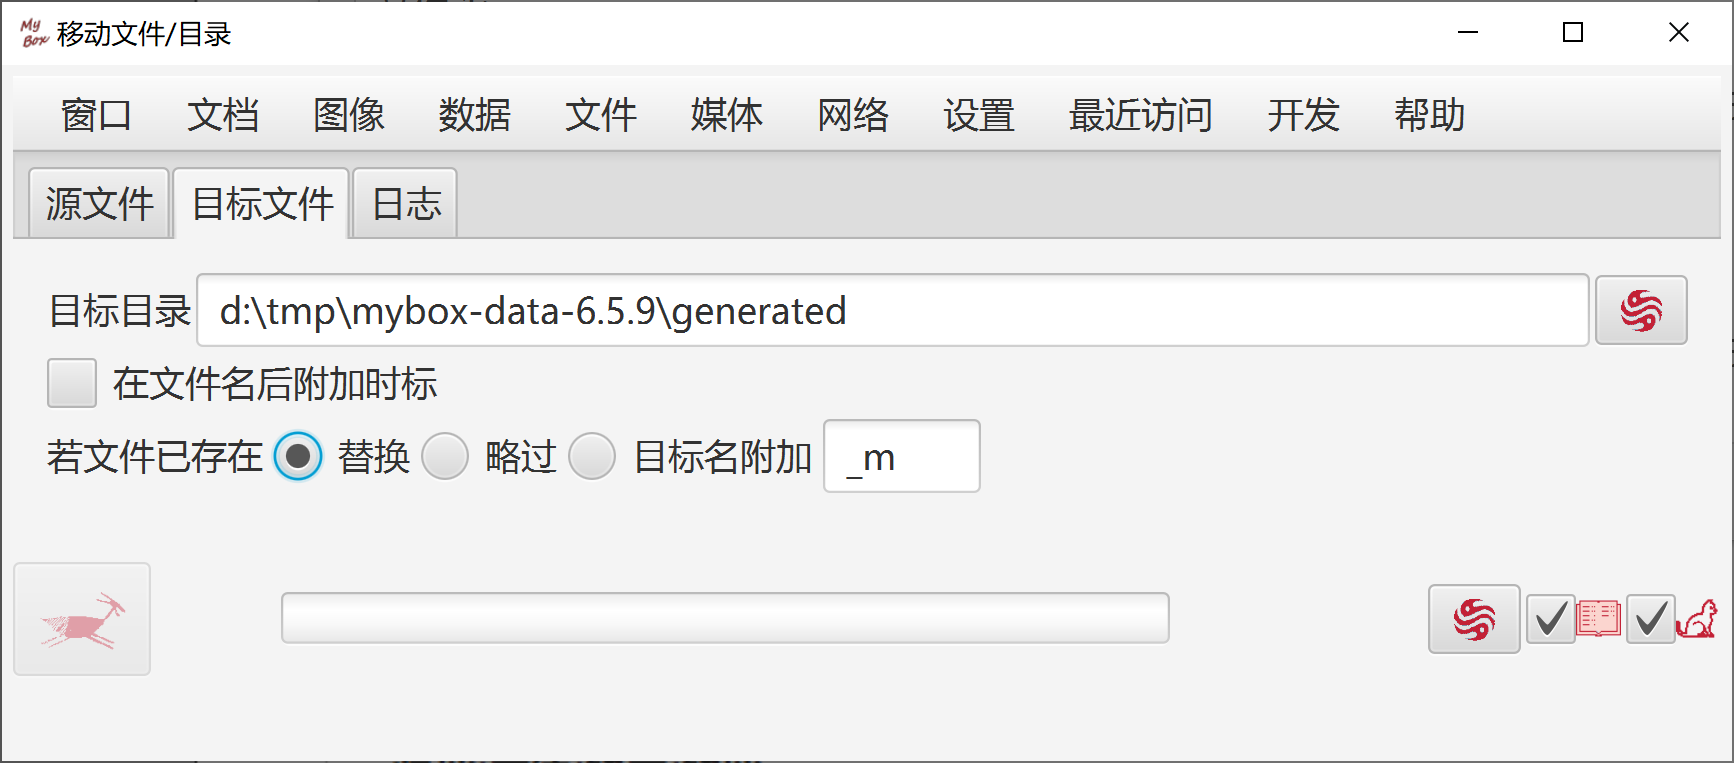 My Box 移动文件/目录
窗口 文档 图像 数据 文件 媒体 网络 设置 最近访问 开发 帮助
源文件 目标文件 日志
目标目录 d:\tmp\mybox-data-6.5.9\generated
在文件名后附加时标
若文件已存在 替换 略过 目标名附加 _m